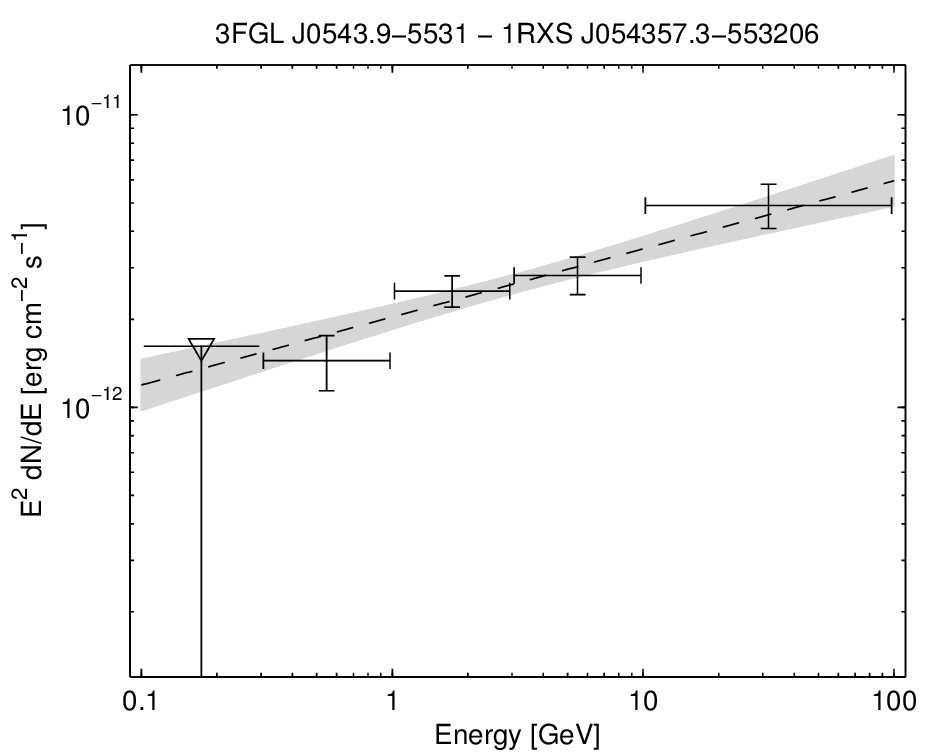 3FGL J0543.9−5531 − 1RXS J054357.3−553206
10⁻¹¹
10⁻¹²
E² dN/dE [erg cm⁻² s⁻¹]
0.1 1 10 100
Energy [GeV]